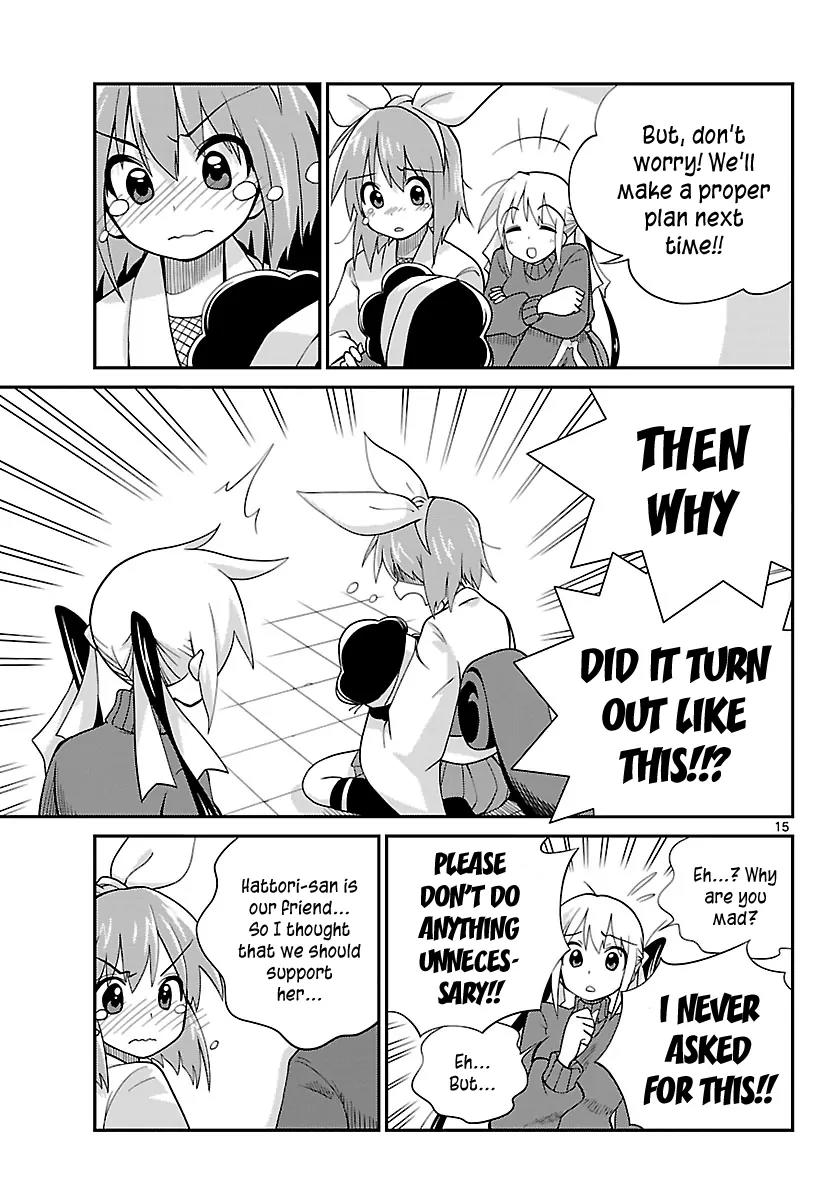 But, don't
worry! We'll
make a proper
plan next
time!!
THEN
WHY
DID IT TURN
OUT LIKE
THIS!!?
15
Eh...? Why
are you
mad?
I NEVER
ASKED
FOR THIS!!
PLEASE
DON'T DO
ANYTHING
UNNECES-
SARY!!
Eh...
But...
Hattori-san is
our friend...
So I thought
that we should
support
her...